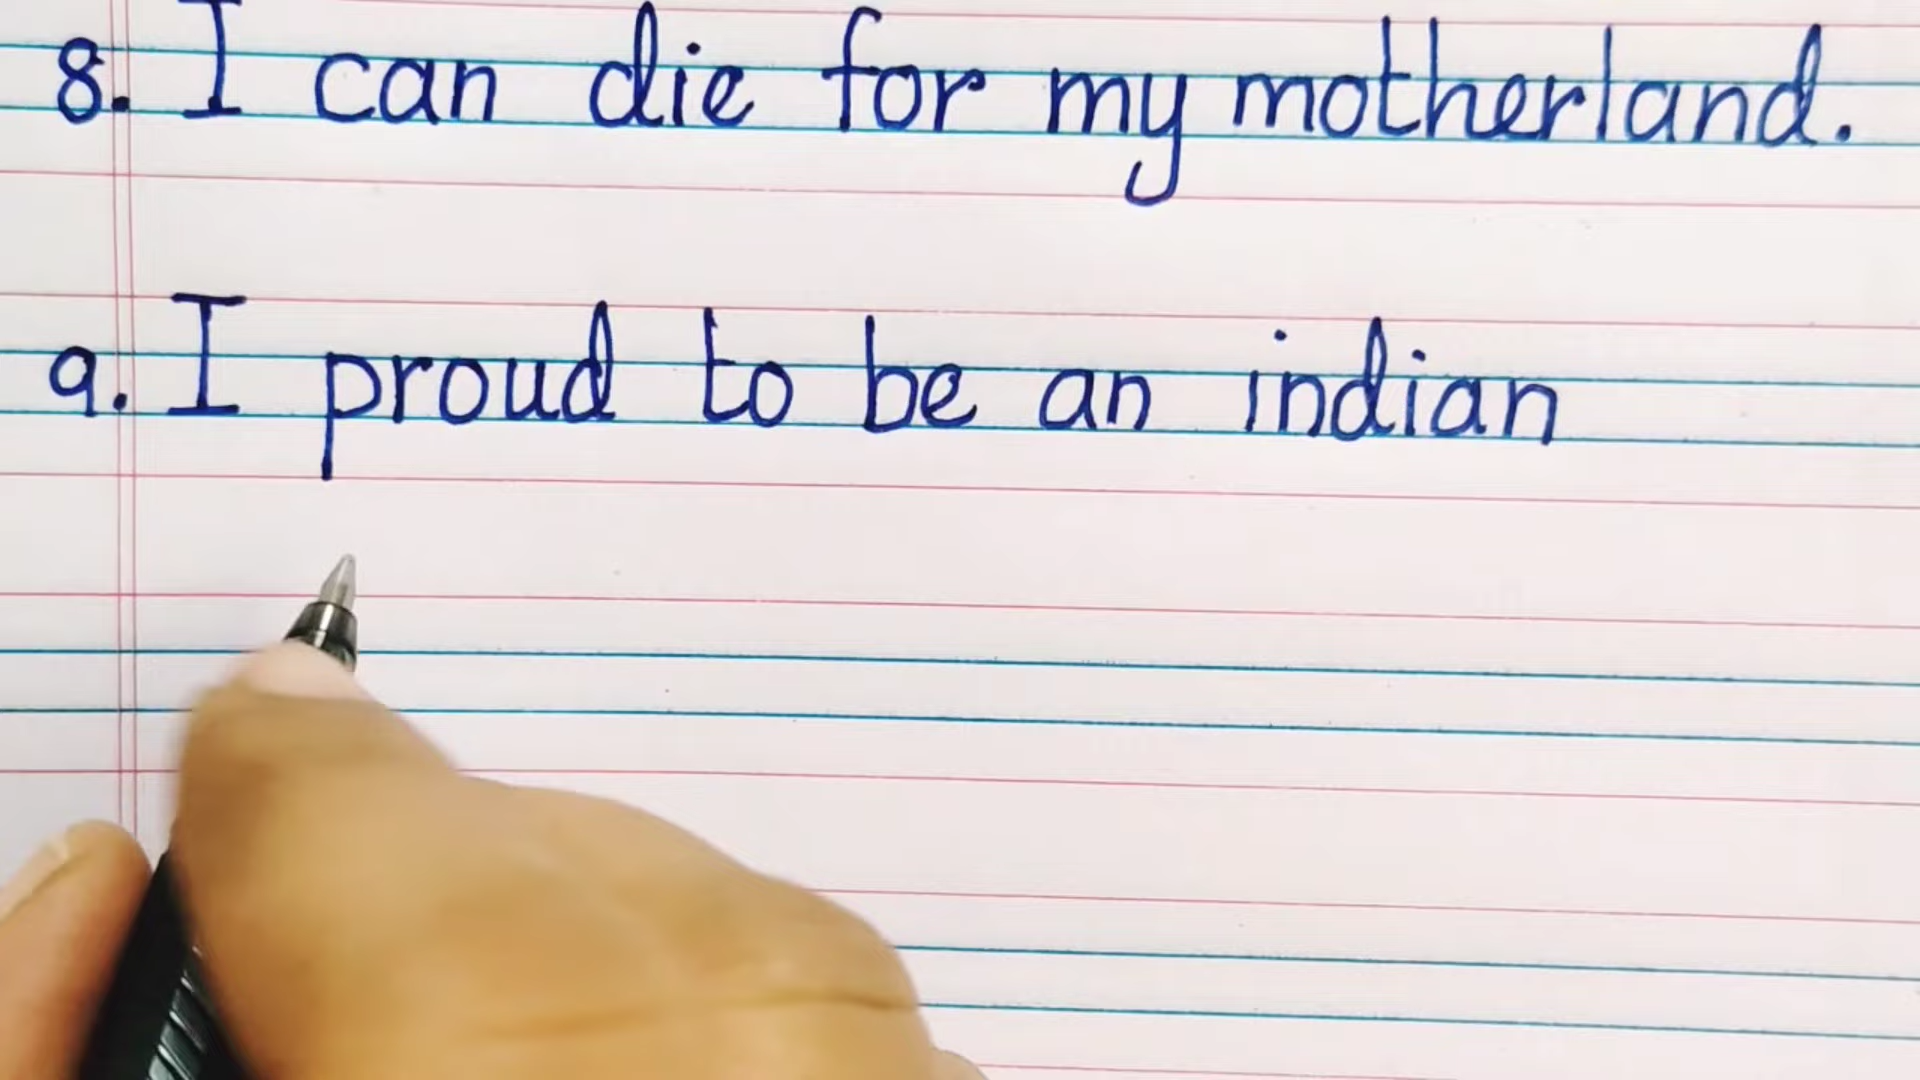 8. I can die for my motherland.
9. I proud to be an indian